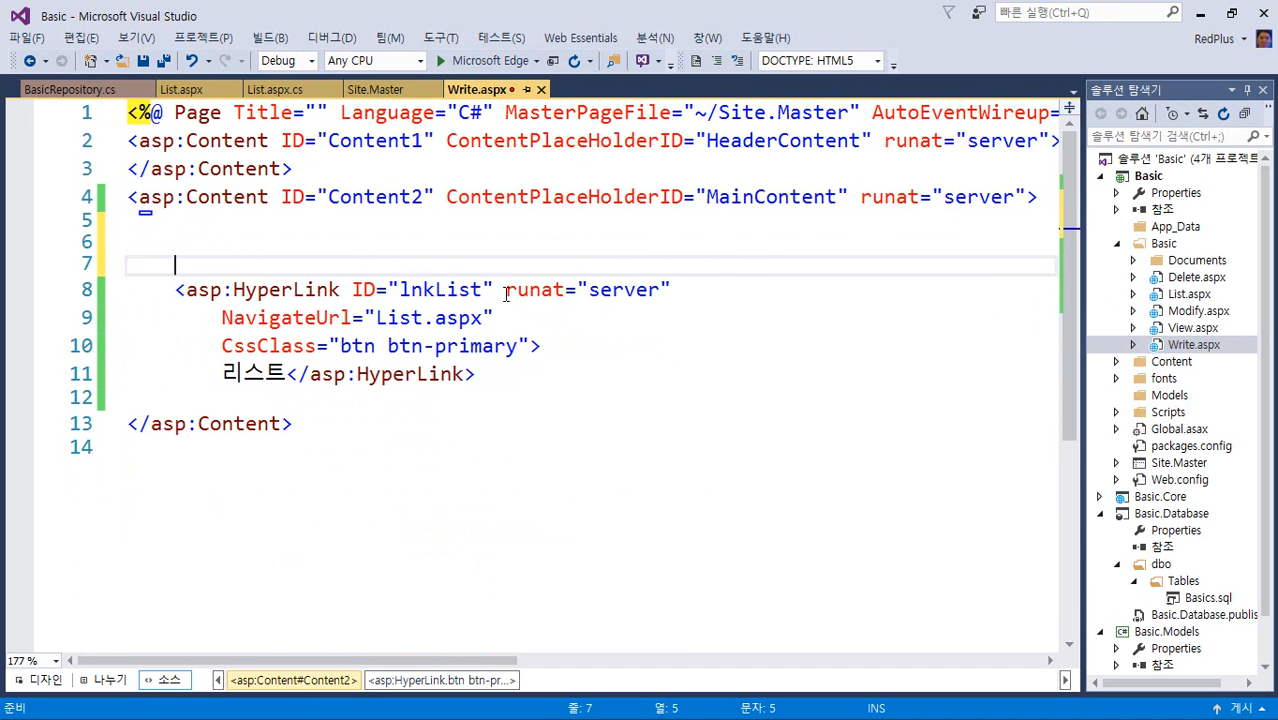 Basic - Microsoft Visual Studio
빠른 실행(Ctrl+Q)
파일(F) 편집(E) 보기(V) 프로젝트(P) 빌드(B) 디버그(D) 팀(M) 도구(T) 테스트(S) Web Essentials 분석(N) 창(W) 도움말(H) RedPlus
Debug Any CPU Microsoft Edge DOCTYPE: HTML5
BasicRepository.cs List.aspx List.aspx.cs Site.Master Write.aspx
1 <%@ Page Title="" Language="C#" MasterPageFile="~/Site.Master" AutoEventWireup=
2 <asp:Content ID="Content1" ContentPlaceHolderID="HeaderContent" runat="server">
3 </asp:Content>
4 <asp:Content ID="Content2" ContentPlaceHolderID="MainContent" runat="server">
5
6
7
8 <asp:HyperLink ID="lnkList" runat="server"
9 NavigateUrl="List.aspx"
10 CssClass="btn btn-primary">
11 리스트</asp:HyperLink>
12
13 </asp:Content>
14
솔루션 탐색기
솔루션 탐색기 검색(Ctrl+;)
솔루션 'Basic' (4개 프로젝트
Basic
Properties
참조
App_Data
Basic
Documents
Delete.aspx
List.aspx
Modify.aspx
View.aspx
Write.aspx
Content
fonts
Models
Scripts
Global.asax
packages.config
Site.Master
Web.config
Basic.Core
Basic.Database
Properties
참조
dbo
Tables
Basics.sql
Basic.Database.publis
Basic.Models
Properties
참조
177 %
디자인 나누기 소스 <asp:Content#Content2> <asp:HyperLink.btn btn-pr...>
준비 줄: 7 열: 5 문자: 5 INS 게시